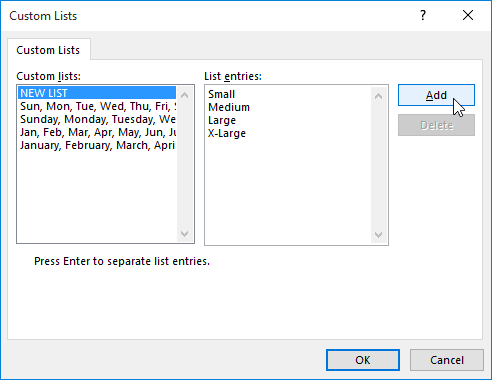 Custom Lists
?
Custom Lists
Custom lists:
NEW LIST
Sun, Mon, Tue, Wed, Thu, Fri, S
Sunday, Monday, Tuesday, We
Jan, Feb, Mar, Apr, May, Jun, Ju
January, February, March, April
List entries:
Small
Medium
Large
X-Large
Add
Delete
Press Enter to separate list entries.
OK
Cancel